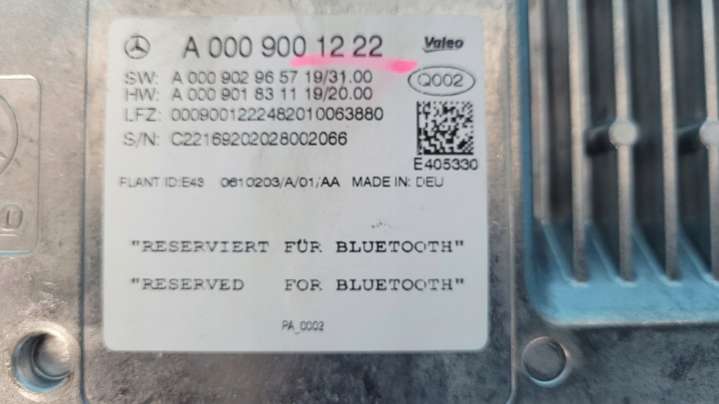 A 000 900 12 22 Valeo
SW: A 000 902 96 57 19/31.00
HW: A 000 901 83 11 19/20.00 Q002
LFZ: 0009001222482010063880
S/N: C22169202028002066
E405330
PLANT ID:E43 0610203/A/01/AA MADE IN: DEU
"RESERVIERT FÜR BLUETOOTH"
"RESERVED FOR BLUETOOTH"
PA_0002
0